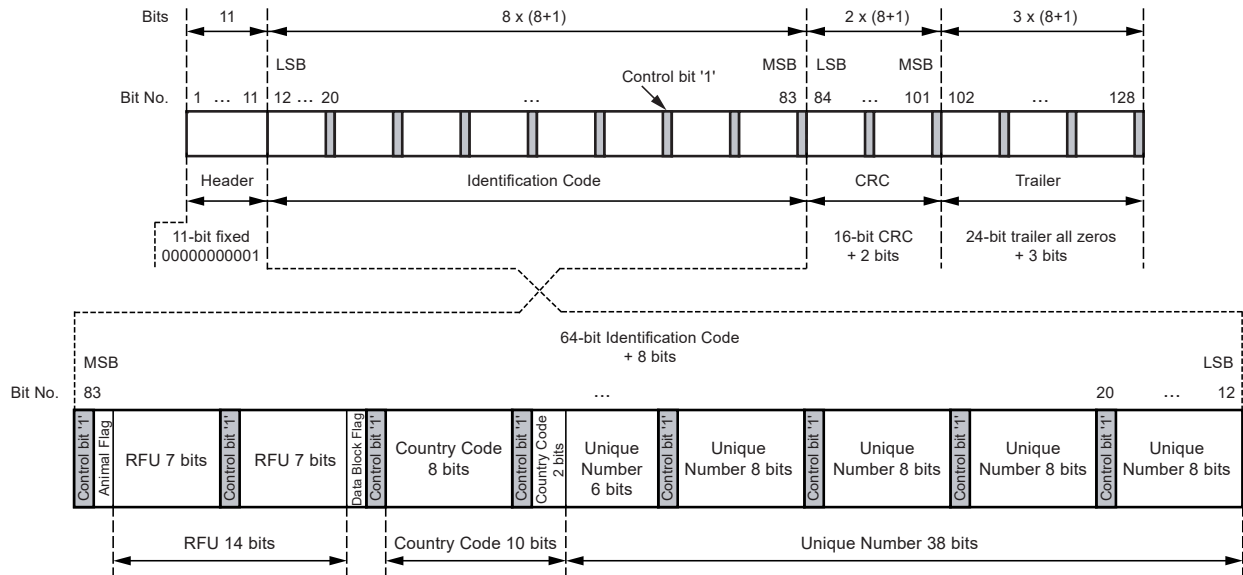 Bits 11 8 x (8+1) 2 x (8+1) 3 x (8+1)
LSB Control bit '1' MSB LSB MSB
Bit No. 1 ... 11 12 ... 20 ... 83 84 ... 101 102 ... 128
Header Identification Code CRC Trailer
11-bit fixed
00000000001
16-bit CRC
+ 2 bits
24-bit trailer all zeros
+ 3 bits
64-bit Identification Code
+ 8 bits
MSB LSB
Bit No. 83 ... 20 ... 12
Control bit '1'
Animal Flag
RFU 7 bits
Control bit '1'
RFU 7 bits
Data Block Flag
Control bit '1'
Country Code
8 bits
Control bit '1'
Country Code
2 bits
Unique
Number
6 bits
Control bit '1'
Unique
Number 8 bits
Control bit '1'
Unique
Number 8 bits
Control bit '1'
Unique
Number 8 bits
Control bit '1'
Unique
Number 8 bits
RFU 14 bits Country Code 10 bits Unique Number 38 bits